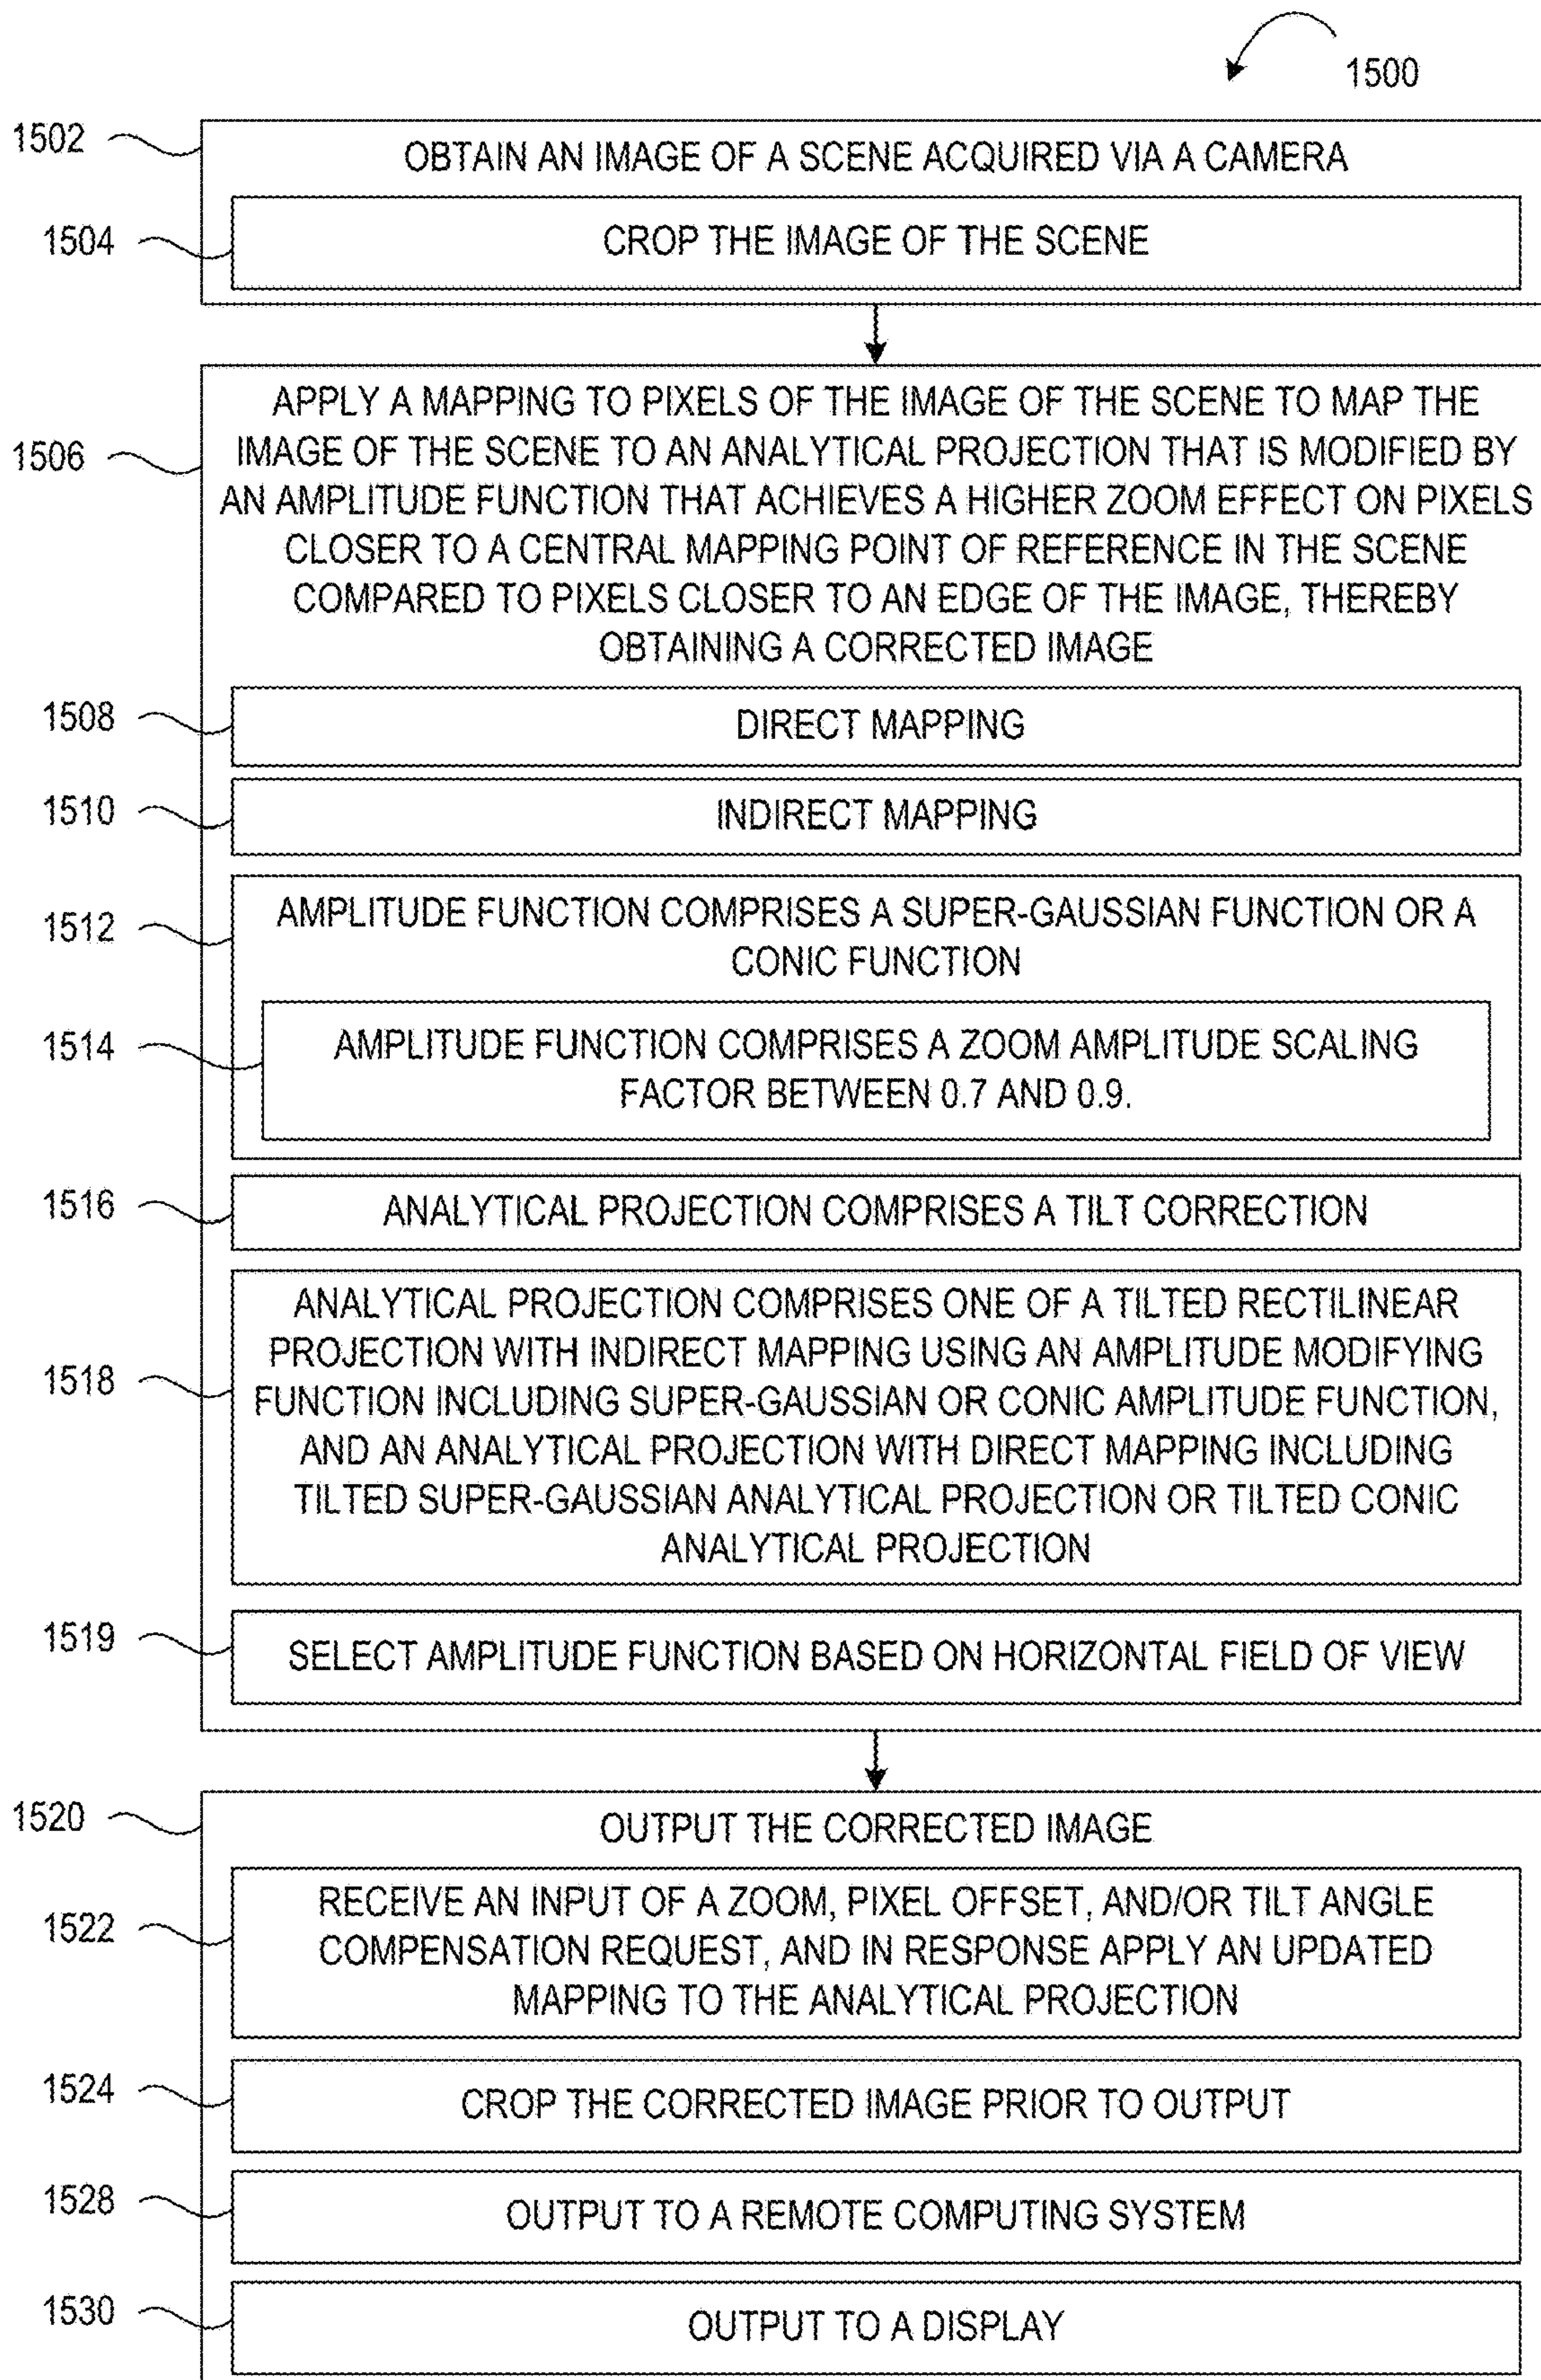 1500
1502
OBTAIN AN IMAGE OF A SCENE ACQUIRED VIA A CAMERA
1504
CROP THE IMAGE OF THE SCENE
1506
APPLY A MAPPING TO PIXELS OF THE IMAGE OF THE SCENE TO MAP THE
IMAGE OF THE SCENE TO AN ANALYTICAL PROJECTION THAT IS MODIFIED BY
AN AMPLITUDE FUNCTION THAT ACHIEVES A HIGHER ZOOM EFFECT ON PIXELS
CLOSER TO A CENTRAL MAPPING POINT OF REFERENCE IN THE SCENE
COMPARED TO PIXELS CLOSER TO AN EDGE OF THE IMAGE, THEREBY
OBTAINING A CORRECTED IMAGE
1508
DIRECT MAPPING
1510
INDIRECT MAPPING
1512
AMPLITUDE FUNCTION COMPRISES A SUPER-GAUSSIAN FUNCTION OR A
CONIC FUNCTION
1514
AMPLITUDE FUNCTION COMPRISES A ZOOM AMPLITUDE SCALING
FACTOR BETWEEN 0.7 AND 0.9.
1516
ANALYTICAL PROJECTION COMPRISES A TILT CORRECTION
1518
ANALYTICAL PROJECTION COMPRISES ONE OF A TILTED RECTILINEAR
PROJECTION WITH INDIRECT MAPPING USING AN AMPLITUDE MODIFYING
FUNCTION INCLUDING SUPER-GAUSSIAN OR CONIC AMPLITUDE FUNCTION,
AND AN ANALYTICAL PROJECTION WITH DIRECT MAPPING INCLUDING
TILTED SUPER-GAUSSIAN ANALYTICAL PROJECTION OR TILTED CONIC
ANALYTICAL PROJECTION
1519
SELECT AMPLITUDE FUNCTION BASED ON HORIZONTAL FIELD OF VIEW
1520
OUTPUT THE CORRECTED IMAGE
1522
RECEIVE AN INPUT OF A ZOOM, PIXEL OFFSET, AND/OR TILT ANGLE
COMPENSATION REQUEST, AND IN RESPONSE APPLY AN UPDATED
MAPPING TO THE ANALYTICAL PROJECTION
1524
CROP THE CORRECTED IMAGE PRIOR TO OUTPUT
1528
OUTPUT TO A REMOTE COMPUTING SYSTEM
1530
OUTPUT TO A DISPLAY